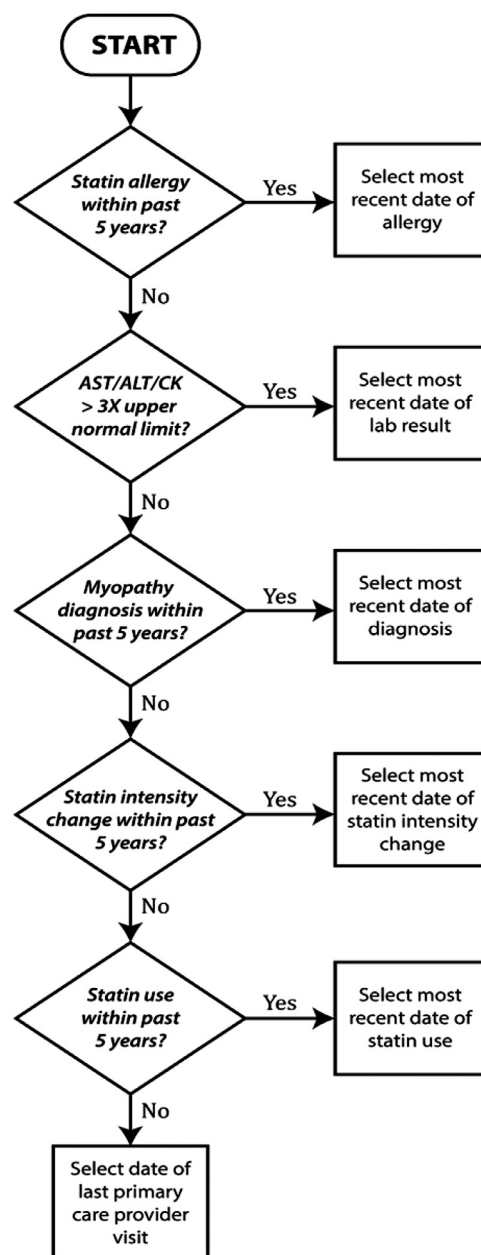 START
Statin allergy
within past
5 years?
Yes
Select most
recent date of
allergy
No
AST/ALT/CK
> 3X upper
normal limit?
Yes
Select most
recent date of
lab result
No
Myopathy
diagnosis within
past 5 years?
Yes
Select most
recent date of
diagnosis
No
Statin intensity
change within past
5 years?
Yes
Select most
recent date of
statin intensity
change
No
Statin use
within past
5 years?
Yes
Select most
recent date of
statin use
No
Select date of
last primary
care provider
visit